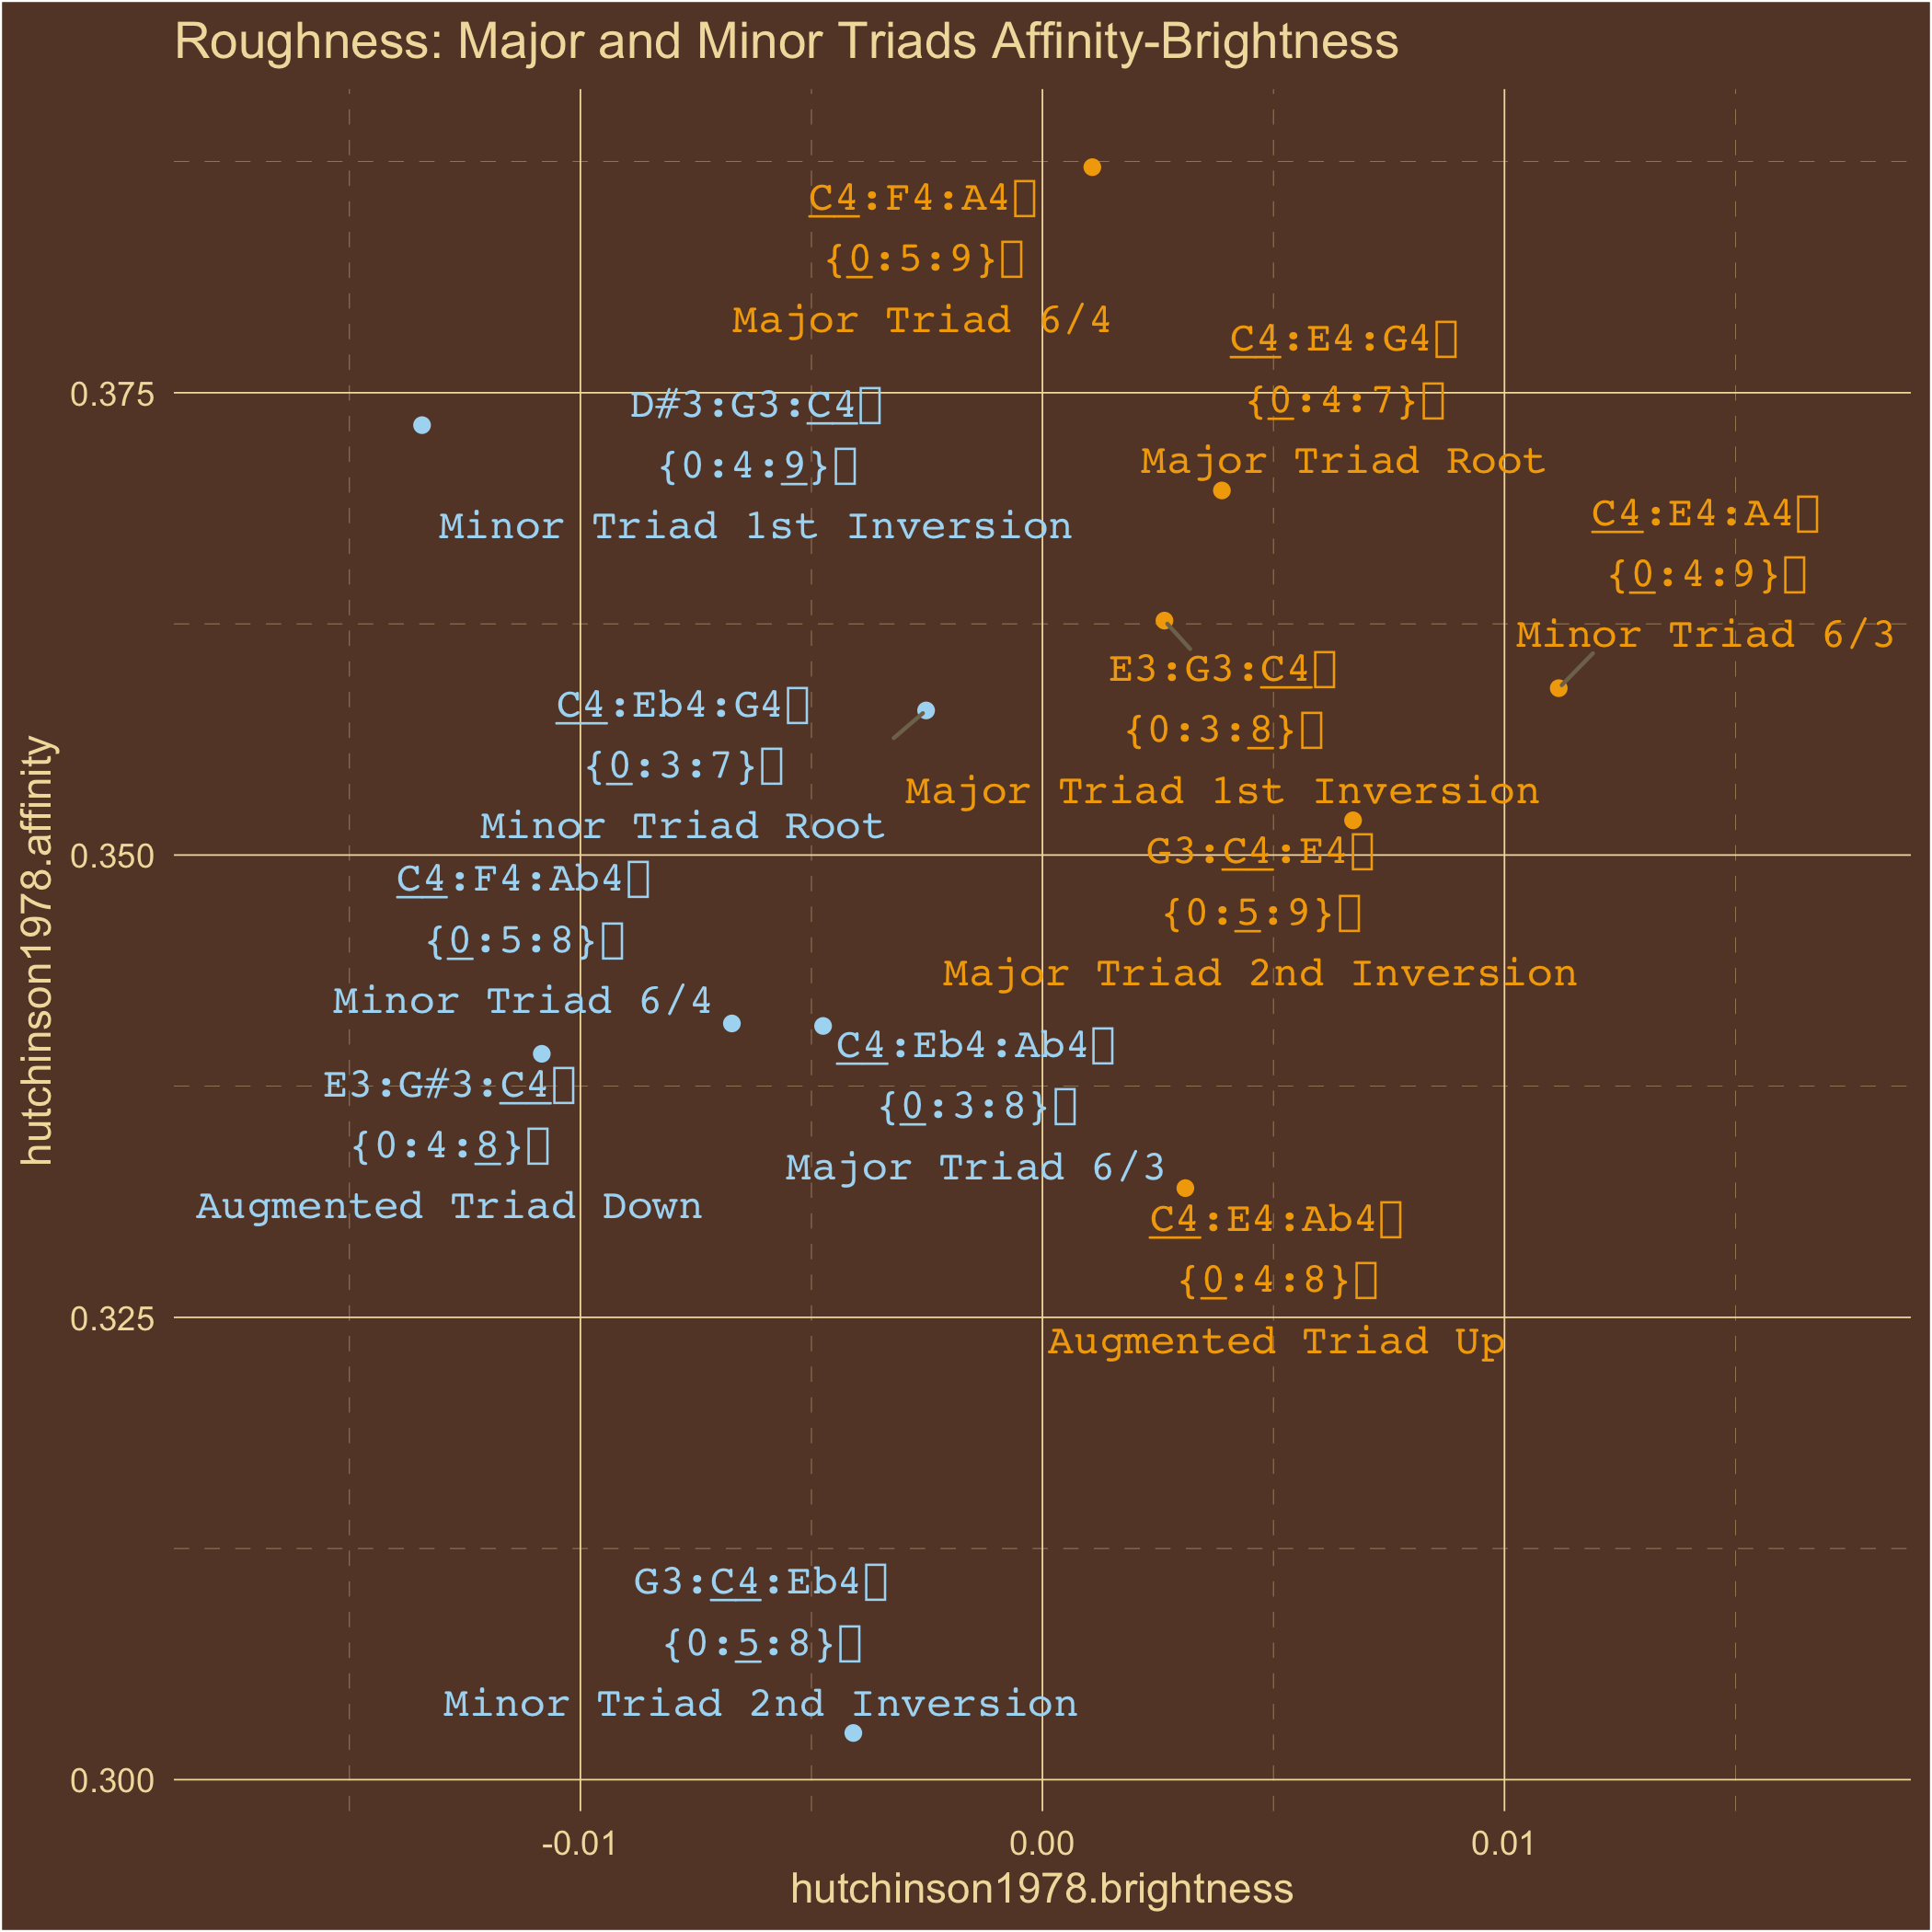 Roughness: Major and Minor Triads Affinity-Brightness
C4:F4:A4
{0:5:9}
Major Triad 6/4
C4:E4:G4
{0:4:7}
Major Triad Root
D#3:G3:C4
{0:4:9}
Minor Triad 1st Inversion
C4:E4:A4
{0:4:9}
Minor Triad 6/3
E3:G3:C4
{0:3:8}
Major Triad 1st Inversion
C4:Eb4:G4
{0:3:7}
Minor Triad Root
G3:C4:E4
{0:5:9}
Major Triad 2nd Inversion
C4:F4:Ab4
{0:5:8}
Minor Triad 6/4
C4:Eb4:Ab4
{0:3:8}
Major Triad 6/3
E3:G#3:C4
{0:4:8}
Augmented Triad Down
C4:E4:Ab4
{0:4:8}
Augmented Triad Up
G3:C4:Eb4
{0:5:8}
Minor Triad 2nd Inversion
0.375
0.350
0.325
0.300
hutchinson1978.affinity
-0.01
0.00
0.01
hutchinson1978.brightness